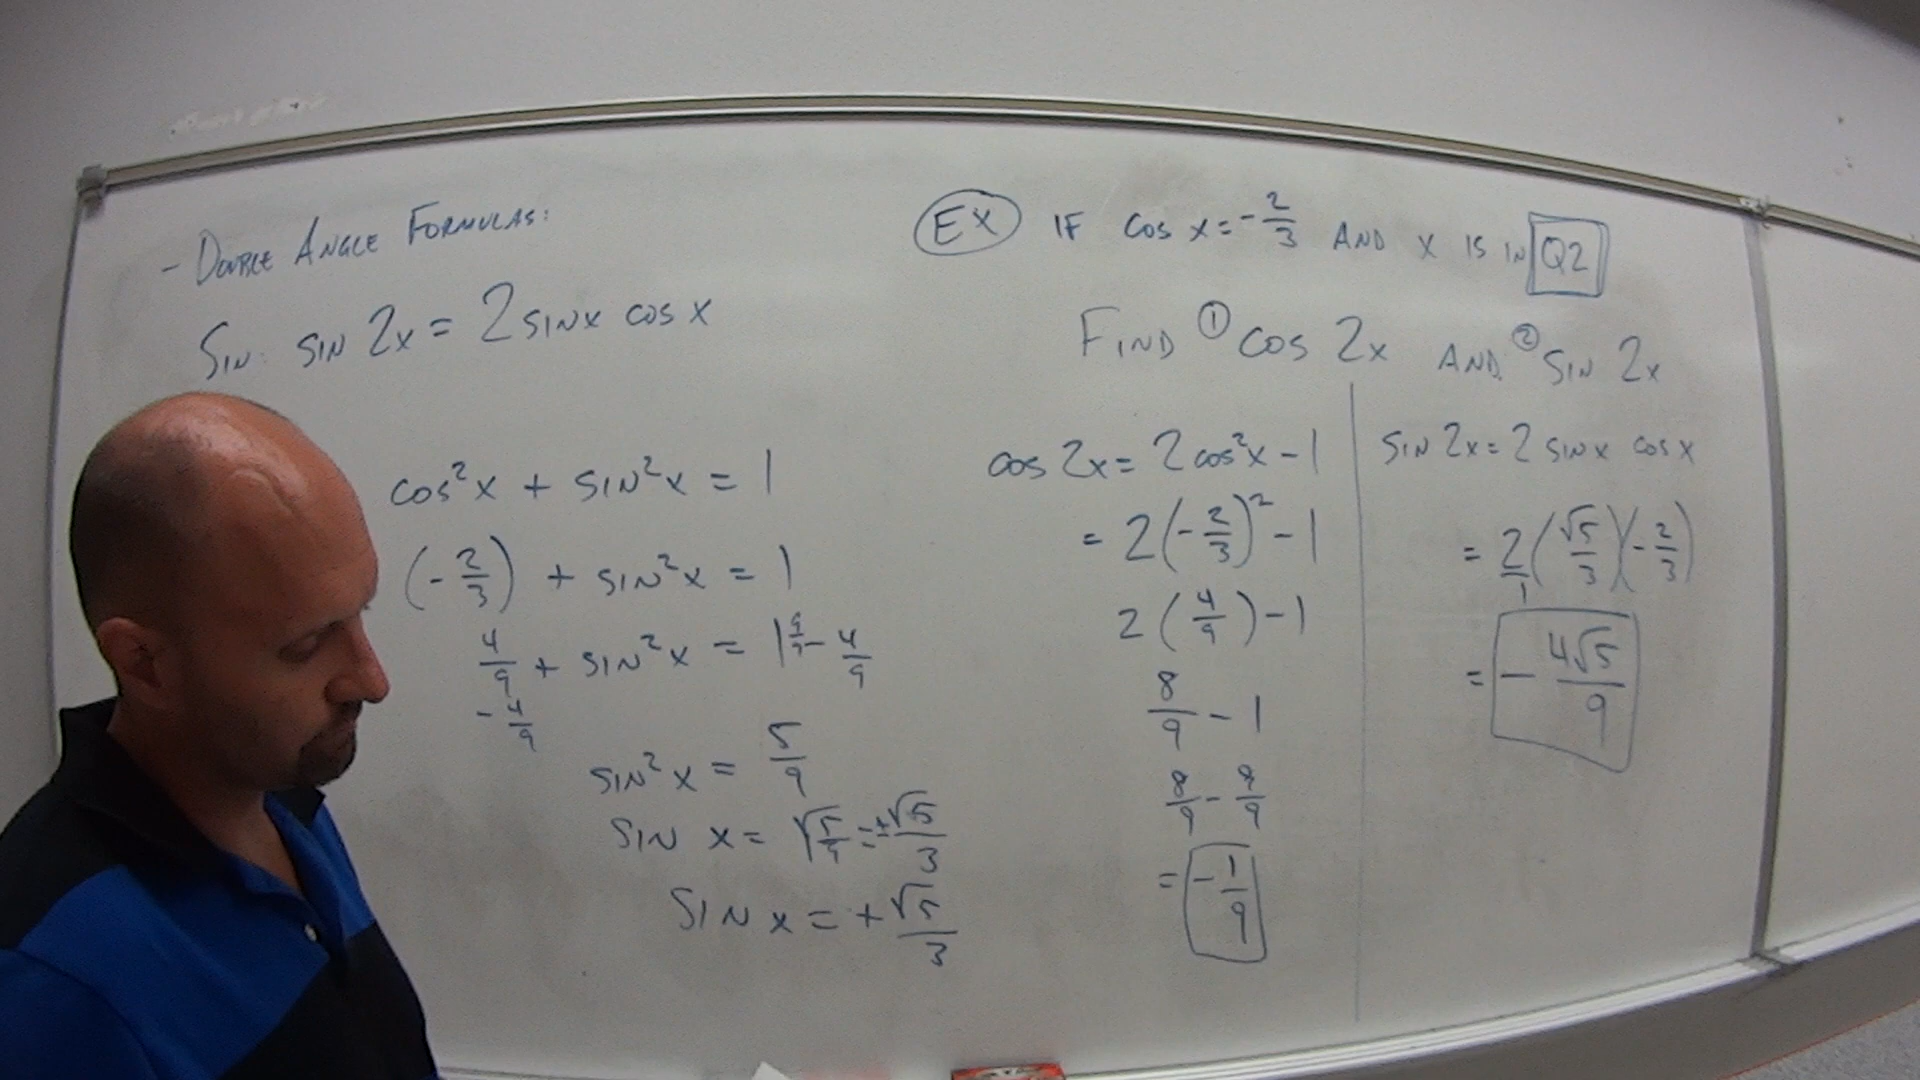 - DOUBLE ANGLE FORMULAS:
SIN: SIN 2x = 2 SINx COS x
COS²x + SIN²x = 1
(-2/3) + SIN²x = 1
4/9 + SIN²x = 1 9/9 - 4/9
- 4/9
SIN²x = 5/9
SIN x = √5/9 = ±√5/3
SIN x = + √5/3
EX IF COS x = -2/3 AND x IS IN Q2
FIND ① COS 2x AND ② SIN 2x
COS 2x = 2 COS²x - 1
= 2(-2/3)² - 1
2(4/9) - 1
8/9 - 1
8/9 - 9/9
= -1/9
SIN 2x = 2 SINx COSx
= 2/1 (√5/3)(-2/3)
= - 4√5/9